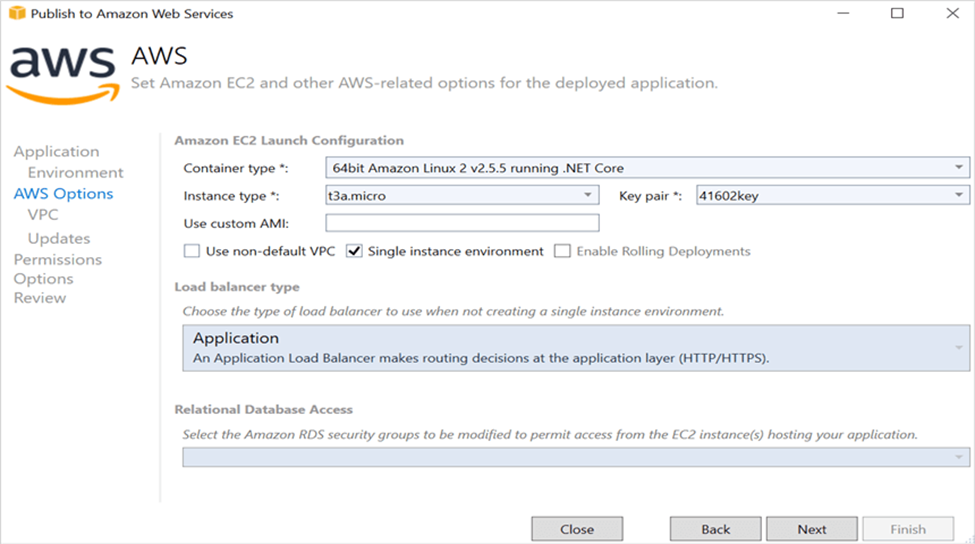 Publish to Amazon Web Services
aws
AWS
Set Amazon EC2 and other AWS-related options for the deployed application.
Application
Environment
AWS Options
VPC
Updates
Permissions
Options
Review
Amazon EC2 Launch Configuration
Container type *: 64bit Amazon Linux 2 v2.5.5 running .NET Core
Instance type *: t3a.micro Key pair *: 41602key
Use custom AMI:
Use non-default VPC Single instance environment Enable Rolling Deployments
Load balancer type
Choose the type of load balancer to use when not creating a single instance environment.
Application
An Application Load Balancer makes routing decisions at the application layer (HTTP/HTTPS).
Relational Database Access
Select the Amazon RDS security groups to be modified to permit access from the EC2 instance(s) hosting your application.
Close Back Next Finish